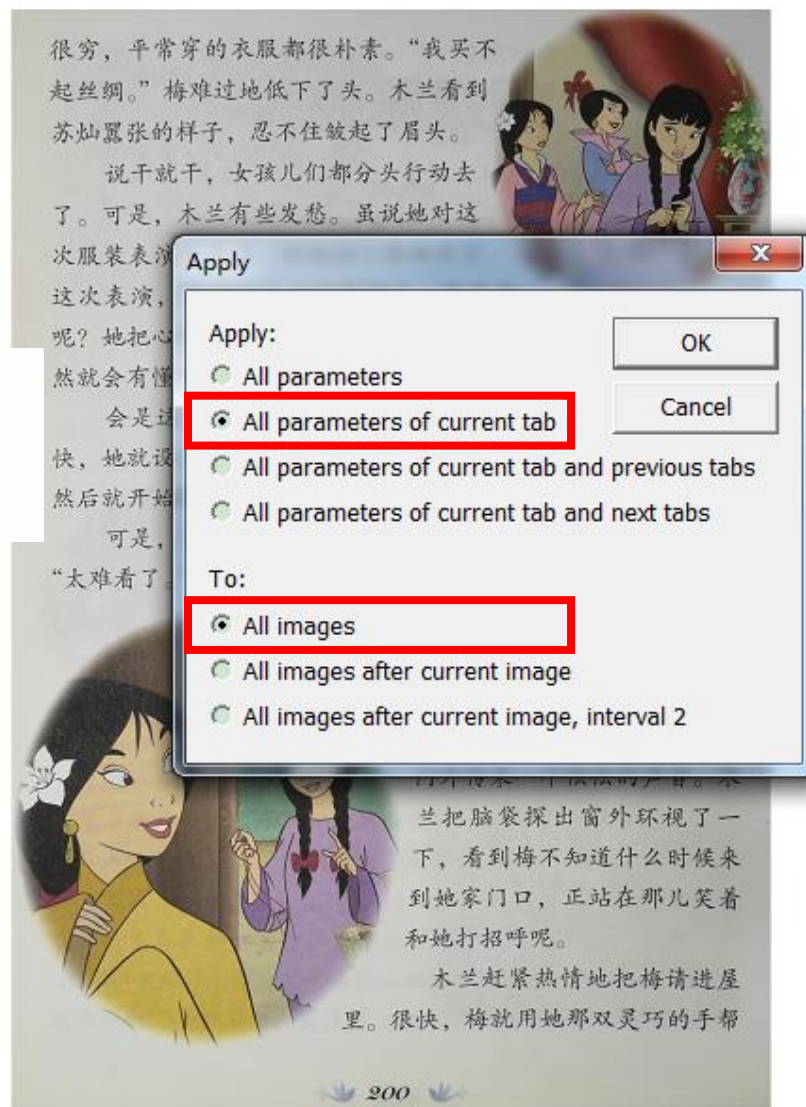 很穷，平常穿的衣服都很朴素。“我买不
起丝绸。”梅难过地低下了头。木兰看到
苏灿嚣张的样子，忍不住皱起了眉头。
说干就干，女孩儿们都分头行动去
了。可是，木兰有些发愁。虽说她对这
次服装表演
这次表演，
呢？她把心
然就会有懂
会是这
快，她就设
然后就开始
可是，
“太难看了。
Apply
Apply:
OK
All parameters
Cancel
All parameters of current tab
All parameters of current tab and previous tabs
All parameters of current tab and next tabs
To:
All images
All images after current image
All images after current image, interval 2
兰把脑袋探出窗外环视了一
下，看到梅不知道什么时候来
到她家门口，正站在那儿笑着
和她打招呼呢。
木兰赶紧热情地把梅请进屋
里。很快，梅就用她那双灵巧的手帮
200